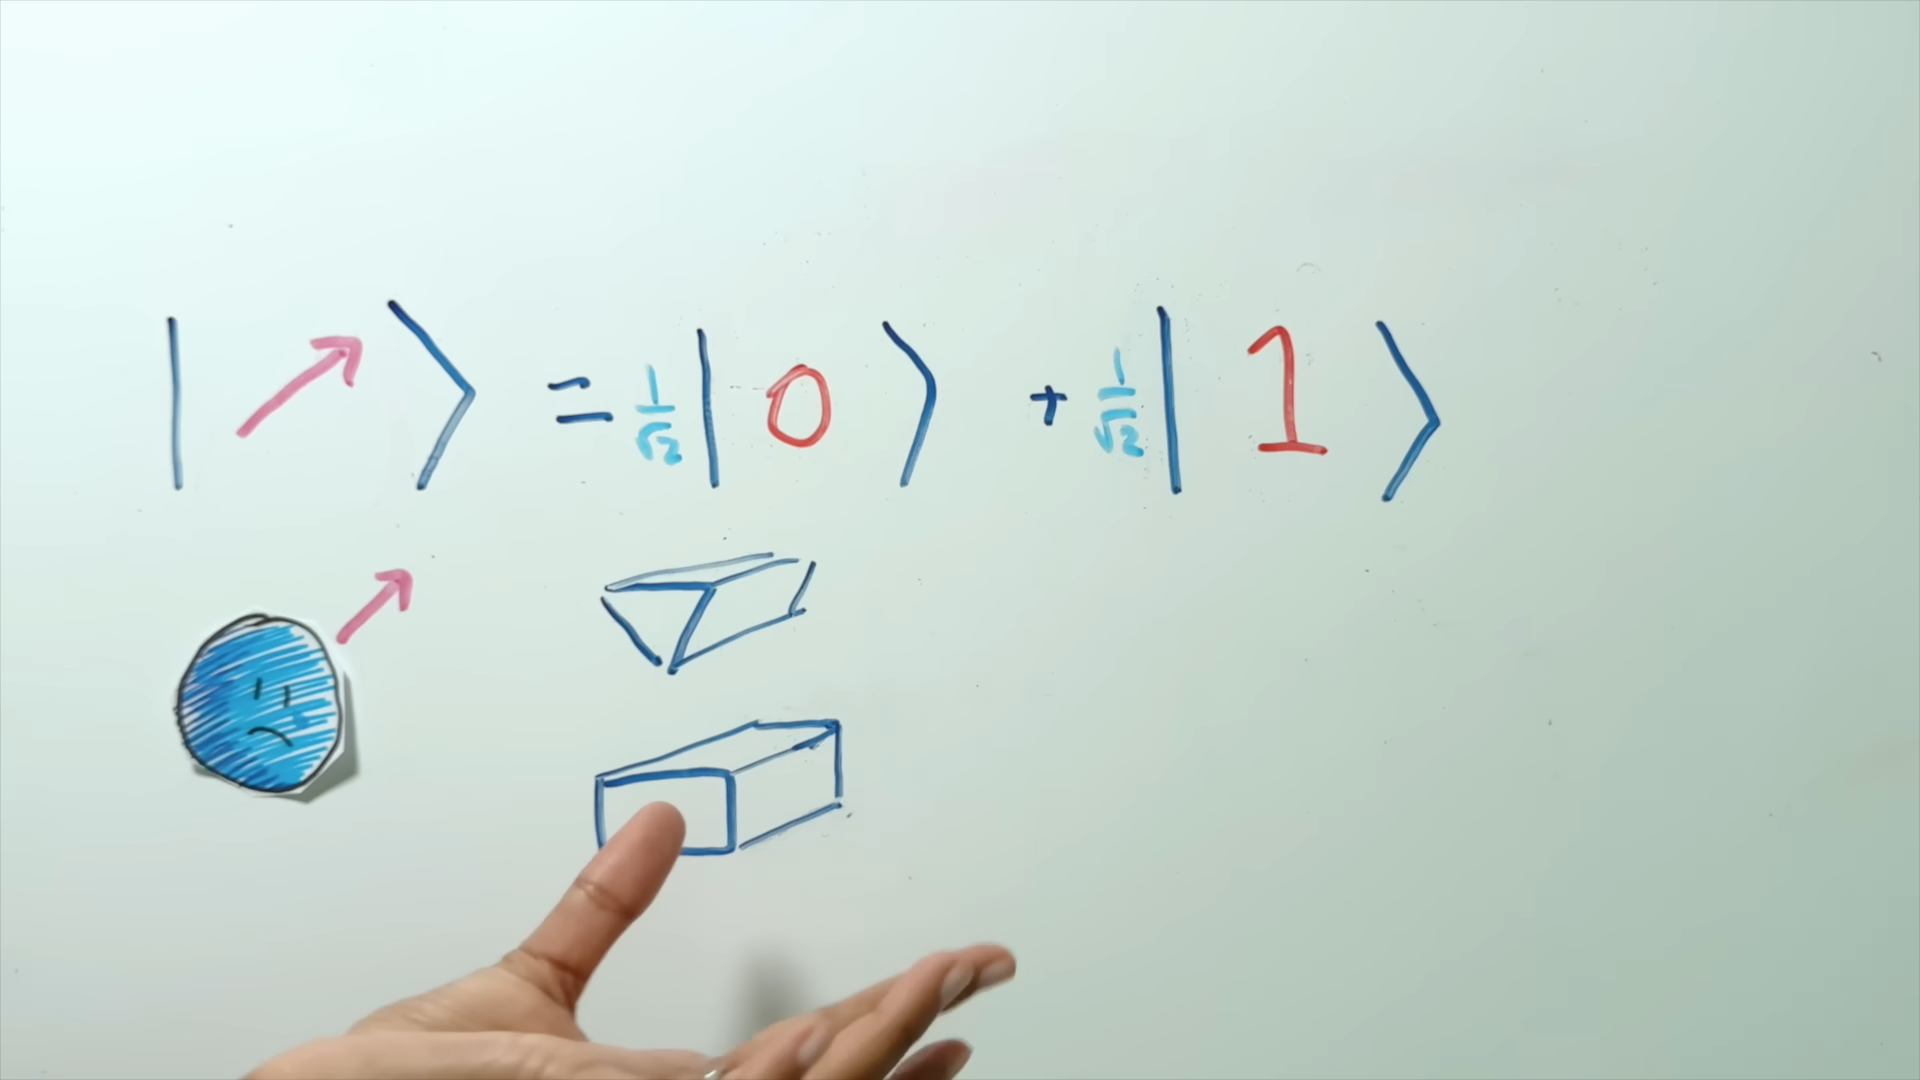 |↗⟩ = 1/√2 |0⟩ + 1/√2 |1⟩